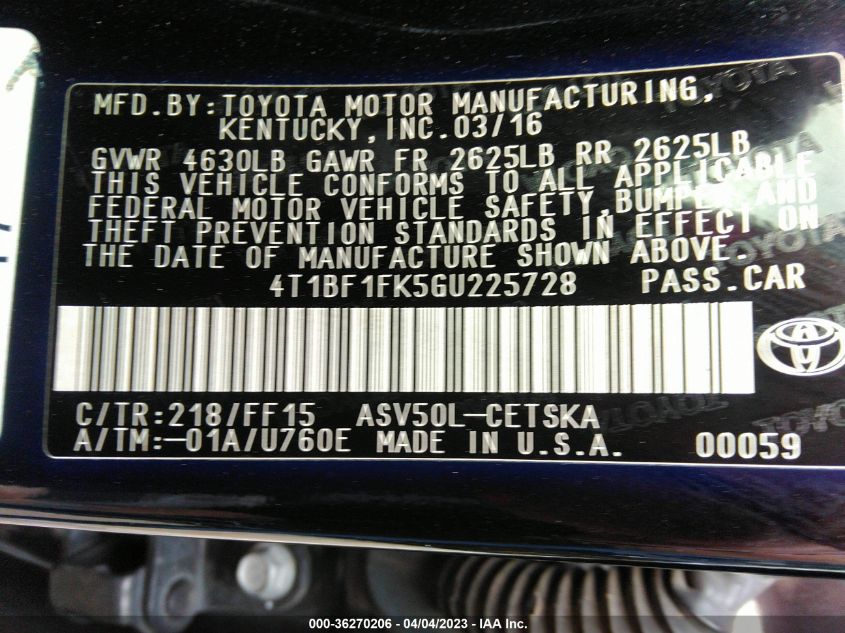 MFD.BY:TOYOTA MOTOR MANUFACTURING,
KENTUCKY,INC.03/16
GVWR 4630LB GAWR FR 2625LB RR 2625LB
THIS VEHICLE CONFORMS TO ALL APPLICABLE
FEDERAL MOTOR VEHICLE SAFETY,BUMPER,AND
THEFT PREVENTION STANDARDS IN EFFECT ON
THE DATE OF MANUFACTURE SHOWN ABOVE.
4T1BF1FK5GU225728 PASS.CAR
C/TR:218/FF15 ASV50L-CETSKA
A/TM:-01A/U760E MADE IN U.S.A. 00059
000-36270206 - 04/04/2023 - IAA Inc.